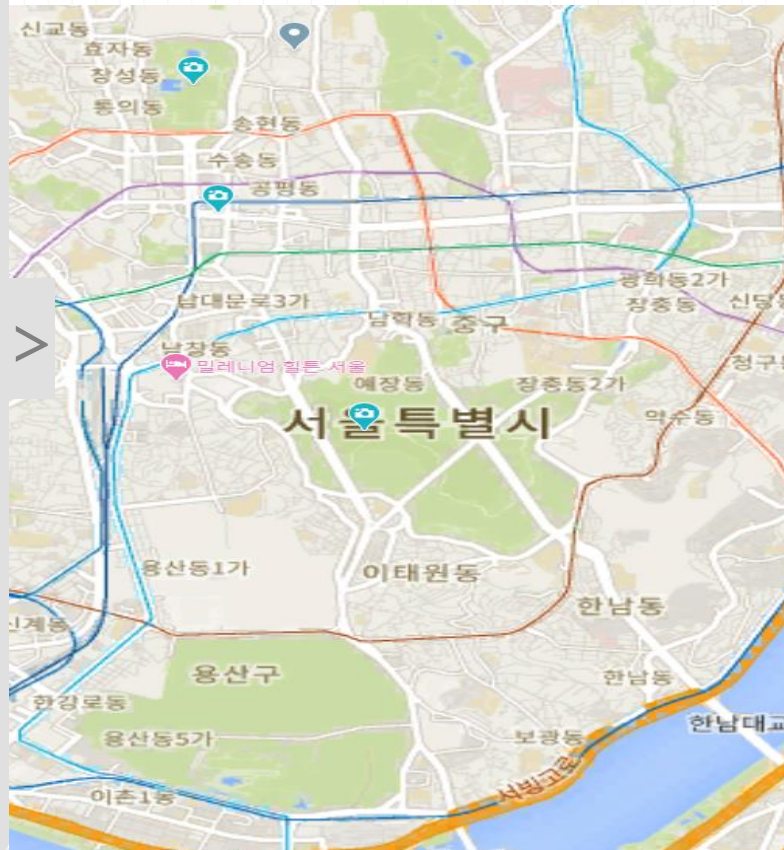 신교동
효자동
창성동
통의동
송현동
수송동
공평동
광희동2가
장충동
신당
남대문로3가
남학동
중구
남창동
밀레니엄 힐튼 서울
예장동
장충동2가
청구
약수동
서울특별시
>
용산동1가
이태원동
한남동
신계동
용산구
한남동
한강로동
한남대교
용산동5가
보광동
서빙고로
이촌1동